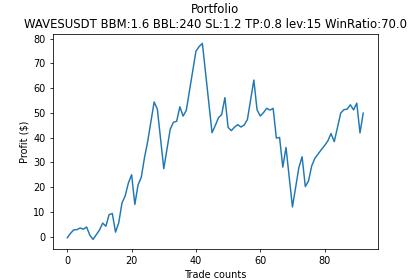 Portfolio
WAVESUSDT BBM:1.6 BBL:240 SL:1.2 TP:0.8 lev:15 WinRatio:70.0
80
70
60
50
40
30
20
10
0
Profit ($)
0 20 40 60 80
Trade counts